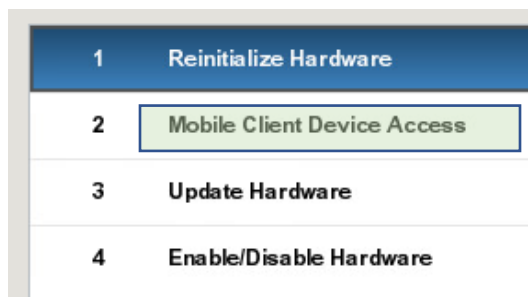 1 Reinitialize Hardware
2 Mobile Client Device Access
3 Update Hardware
4 Enable/Disable Hardware